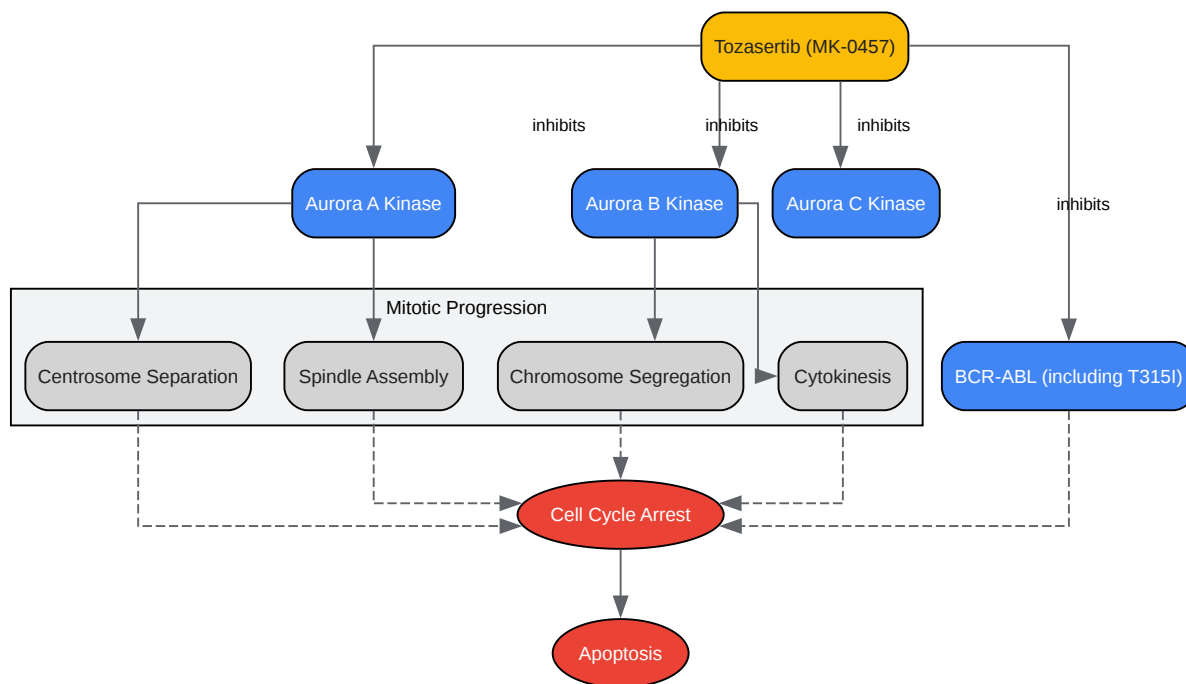 Tozasertib (MK-0457)
inhibits
inhibits
inhibits
Aurora A Kinase
Aurora B Kinase
Aurora C Kinase
inhibits
Mitotic Progression
Centrosome Separation
Spindle Assembly
Chromosome Segregation
Cytokinesis
BCR-ABL (including T315I)
Cell Cycle Arrest
Apoptosis